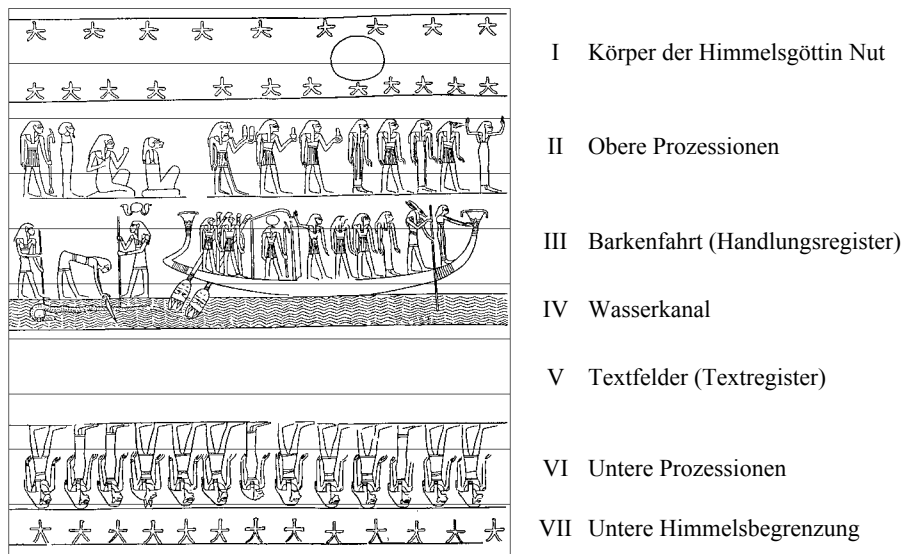 I Körper der Himmelsgöttin Nut
II Obere Prozessionen
III Barkenfahrt (Handlungsregister)
IV Wasserkanal
V Textfelder (Textregister)
VI Untere Prozessionen
VII Untere Himmelsbegrenzung